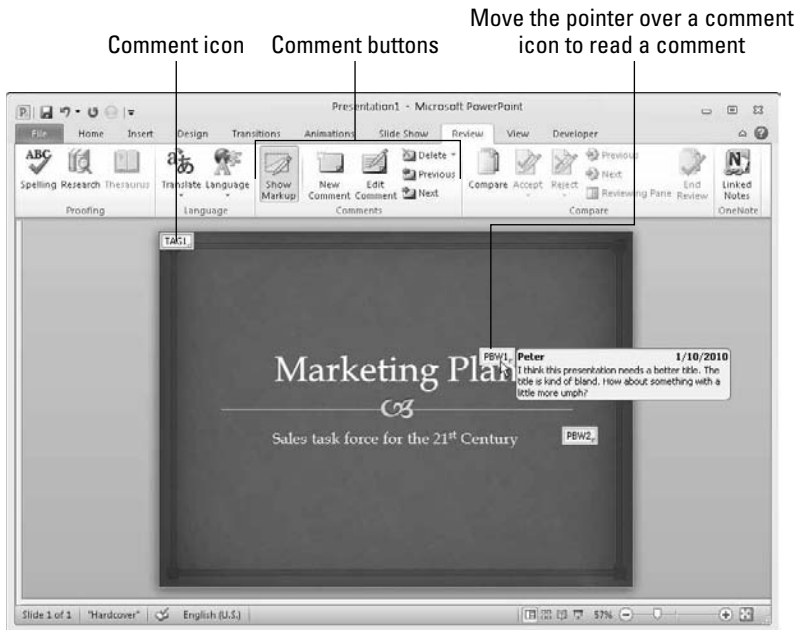 Move the pointer over a comment
icon to read a comment
Comment icon
Comment buttons
Presentation1 - Microsoft PowerPoint
File Home Insert Design Transitions Animations Slide Show Review View Developer
ABC
Spelling Research Thesaurus
Proofing
Translate Language
Language
Show Markup
New Comment
Edit Comment
Delete
Previous
Next
Comments
Compare Accept Reject
Previous
Next
Reviewing Pane
End Review
Compare
Linked Notes
OneNote
TAG1
Marketing Plan
PBW1
Peter 1/10/2010
I think this presentation needs a better title. The
title is kind of bland. How about something with a
little more umph?
Sales task force for the 21st Century
PBW2
Slide 1 of 1 "Hardcover" English (U.S.) 57%